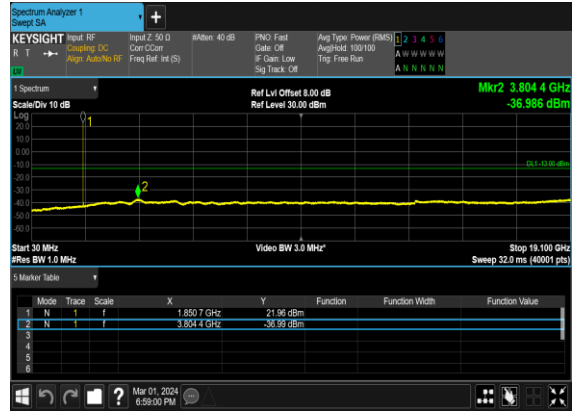 Spectrum Analyzer 1
Swept SA
+
KEYSIGHT Input: RF Input Z: 50 Ω #Atten: 40 dB PNO: Fast Avg Type: Power (RMS) 1 2 3 4 5 6
R T Coupling: DC Corr CCorr Gate: Off Avg|Hold: 100/100 A W W W W W
Align: Auto/No RF Freq Ref: Int (S) IF Gain: Low Trig: Free Run
LXI Sig Track: Off A N N N N N
1 Spectrum Ref Lvl Offset 8.00 dB Mkr2 3.804 4 GHz
Scale/Div 10 dB Ref Level 30.00 dBm -36.986 dBm
Log
1
20.0
10.0
0.00
-10.0
DL1 -13.00 dBm
-20.0
-30.0
2
-40.0
-50.0
-60.0
Start 30 MHz Video BW 3.0 MHz* Stop 19.100 GHz
#Res BW 1.0 MHz Sweep 32.0 ms (40001 pts)
5 Marker Table
Mode Trace Scale X Y Function Function Width Function Value
1 N 1 f 1.850 7 GHz 21.96 dBm
2 N 1 f 3.804 4 GHz -36.99 dBm
3
4
5
6
? Mar 01, 2024
6:59:00 PM